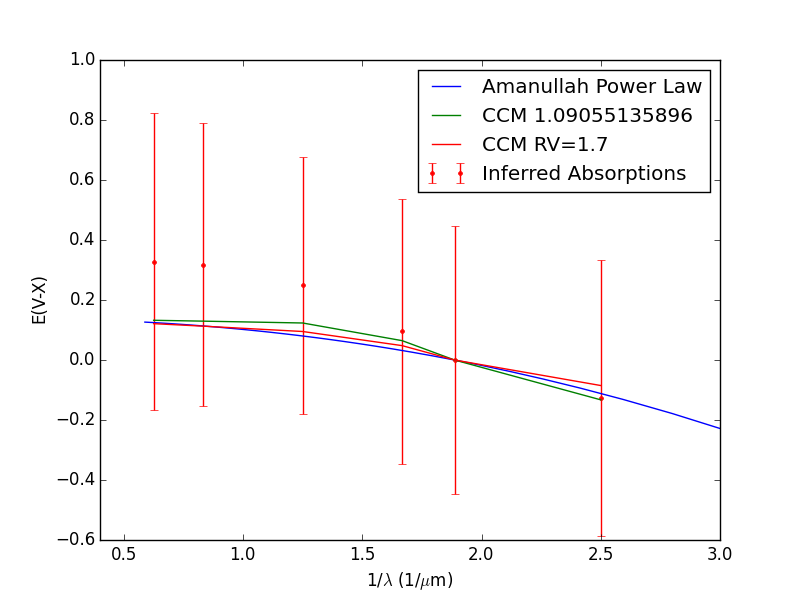 1.0
0.8
0.6
0.4
0.2
0.0
−0.2
−0.4
−0.6
E(V-X)
Amanullah Power Law
CCM 1.09055135896
CCM RV=1.7
Inferred Absorptions
0.5 1.0 1.5 2.0 2.5 3.0
1/λ (1/μm)